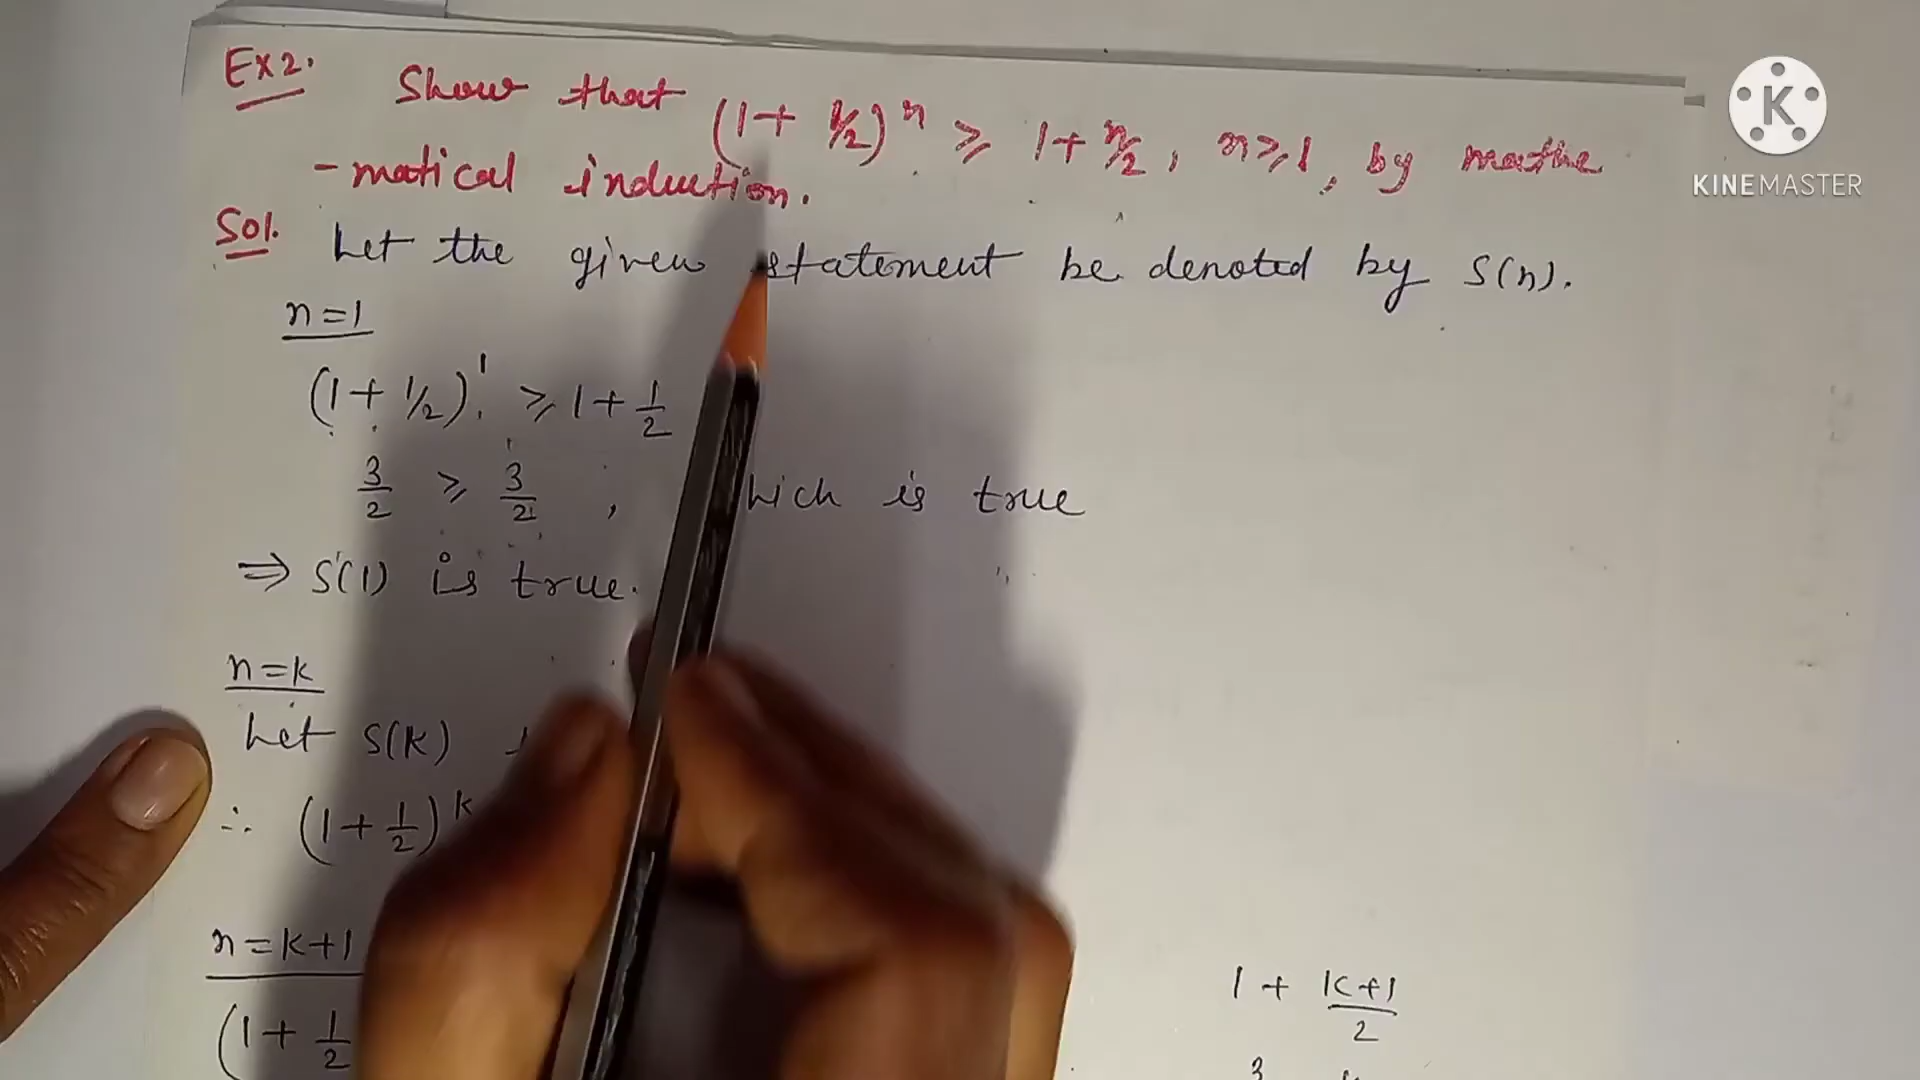 Ex2. Show that (1+ 1/2)^n ≥ 1+ n/2, n≥1, by mathe
-matical induction.
Sol. Let the given statement be denoted by S(n).
n=1
(1+ 1/2)^1 ≥ 1+ 1/2
3/2 ≥ 3/2, which is true
⇒ S(1) is true.
n=k
Let S(k)
∴ (1+ 1/2)^k
n=k+1
(1+ 1/2
1 + k+1/2
3
KINEMASTER